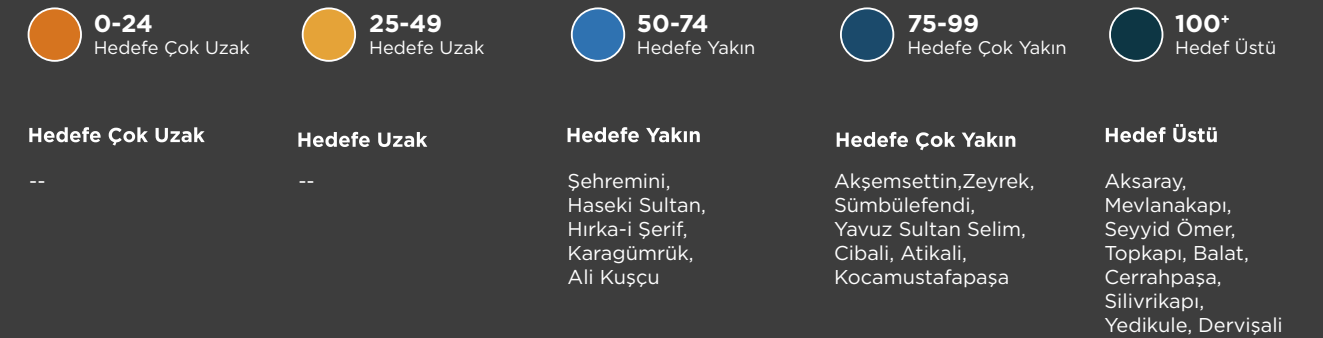 0-24
Hedefe Çok Uzak
25-49
Hedefe Uzak
50-74
Hedefe Yakın
75-99
Hedefe Çok Yakın
100+
Hedef Üstü
Hedefe Çok Uzak
--
Hedefe Uzak
--
Hedefe Yakın
Şehremini,
Haseki Sultan,
Hırka-i Şerif,
Karagümrük,
Ali Kuşçu
Hedefe Çok Yakın
Akşemsettin,Zeyrek,
Sümbülefendi,
Yavuz Sultan Selim,
Cibali, Atikali,
Kocamustafapaşa
Hedef Üstü
Aksaray,
Mevlanakapı,
Seyyid Ömer,
Topkapı, Balat,
Cerrahpaşa,
Silivrikapı,
Yedikule, Dervişali